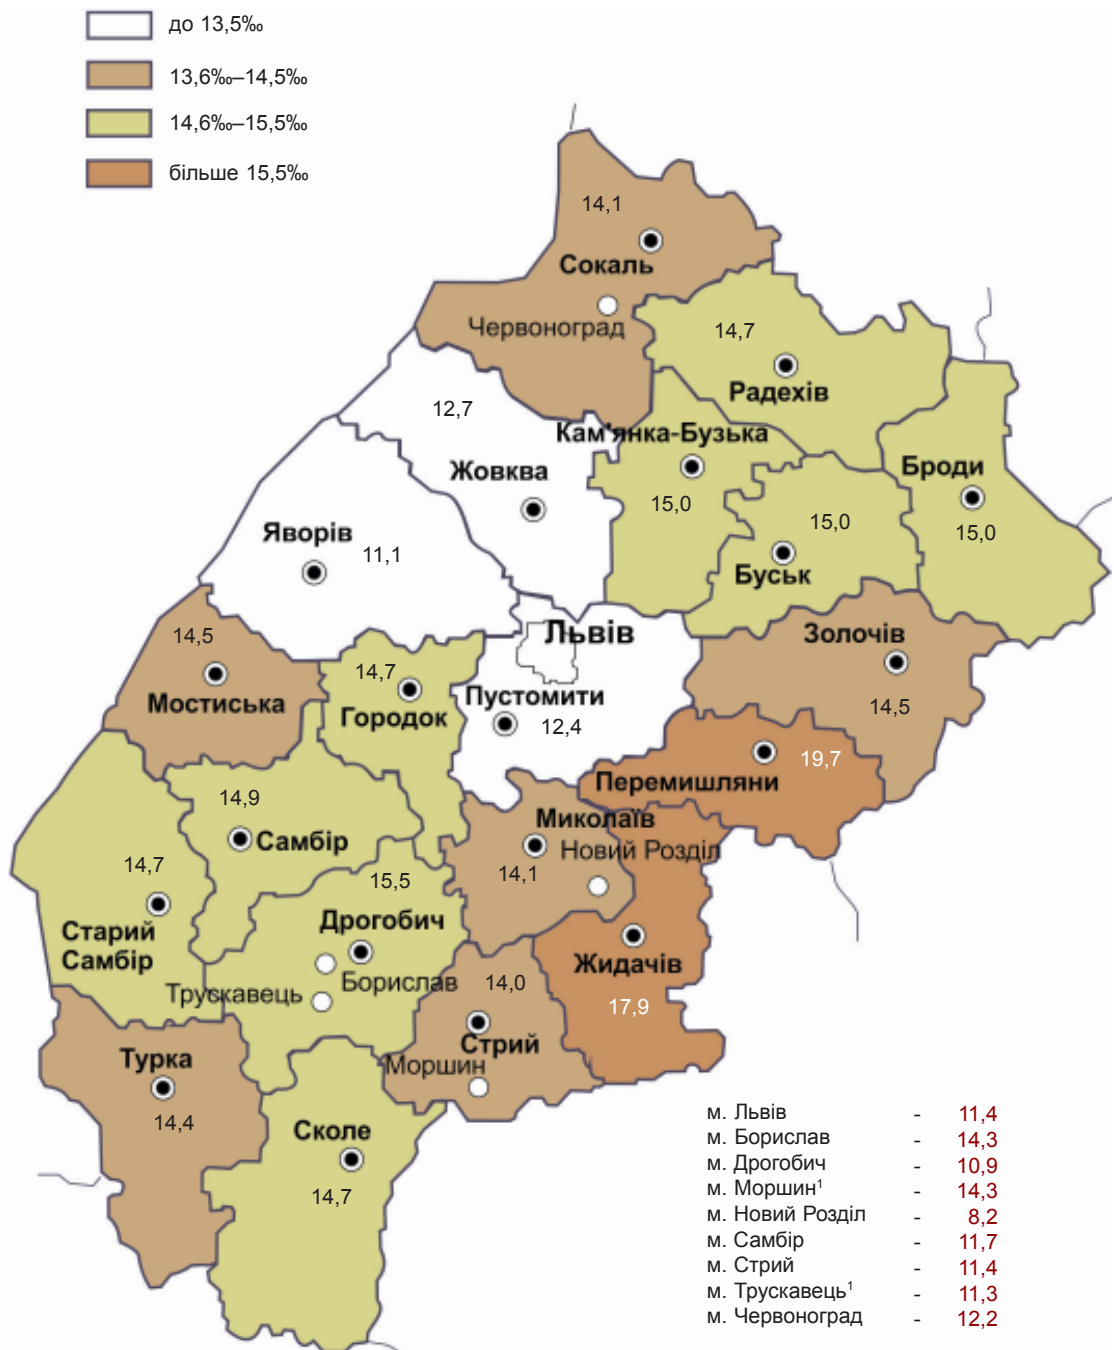 до 13,5‰
13,6‰–14,5‰
14,6‰–15,5‰
більше 15,5‰
14,1
Сокаль
Червоноград
14,7
Радехів
12,7
Кам'янка-Бузька
Жовква
15,0
Броди
15,0
15,0
Буськ
Яворів
11,1
14,5
Мостиська
14,7
Городок
Львів
Пустомити
12,4
Золочів
14,5
19,7
Перемишляни
14,9
Самбір
Миколаїв
Новий Розділ
14,1
14,7
Старий
Самбір
15,5
Дрогобич
Борислав
Трускавець
Жидачів
17,9
14,0
Стрий
Моршин
Турка
14,4
Сколе
14,7
м. Львів - 11,4
м. Борислав - 14,3
м. Дрогобич - 10,9
м. Моршин¹ - 14,3
м. Новий Розділ - 8,2
м. Самбір - 11,7
м. Стрий - 11,4
м. Трускавець¹ - 11,3
м. Червоноград - 12,2